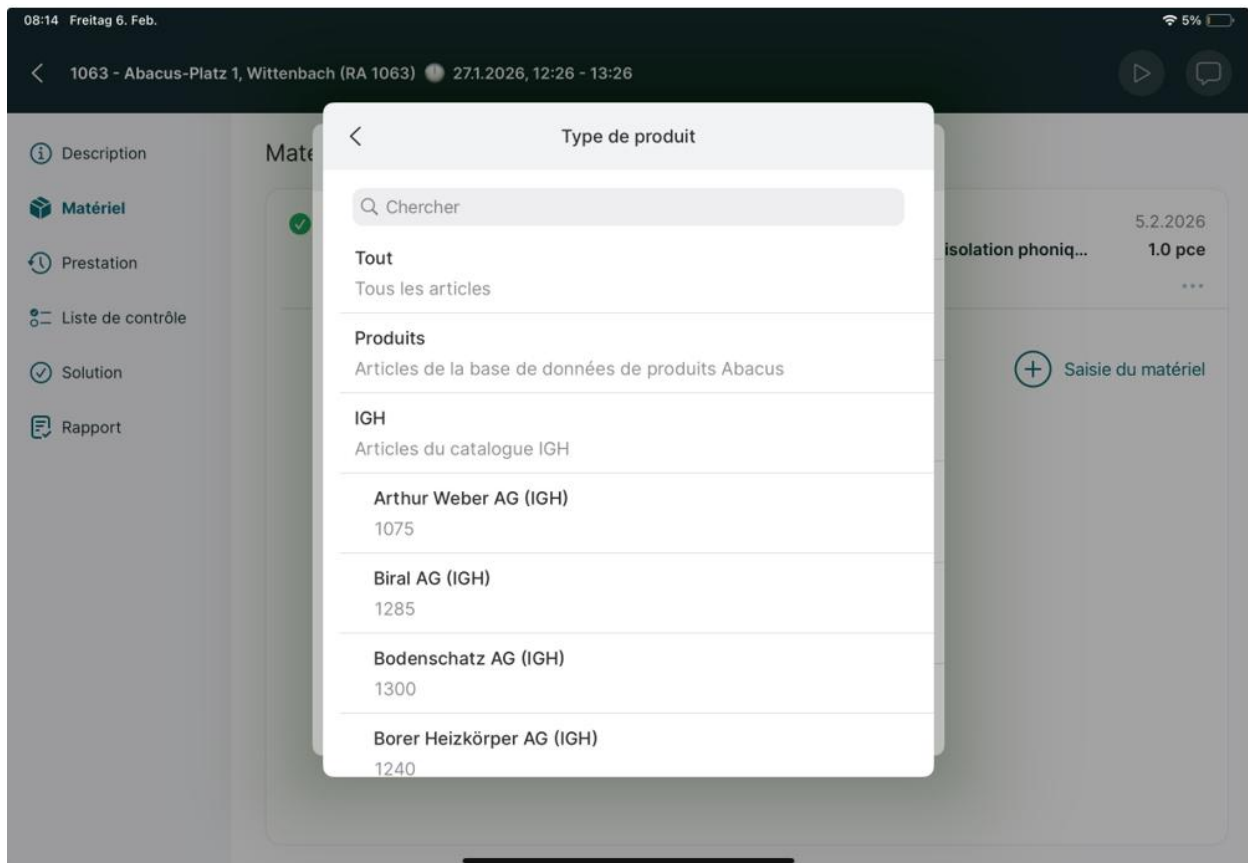 08:14 Freitag 6. Feb.
5%
1063 - Abacus-Platz 1, Wittenbach (RA 1063) 27.1.2026, 12:26 - 13:26
Description
Matériel
Prestation
Liste de contrôle
Solution
Rapport
Maté
5.2.2026
isolation phoniq... 1.0 pce
Saisie du matériel
Type de produit
Chercher
Tout
Tous les articles
Produits
Articles de la base de données de produits Abacus
IGH
Articles du catalogue IGH
Arthur Weber AG (IGH)
1075
Biral AG (IGH)
1285
Bodenschatz AG (IGH)
1300
Borer Heizkörper AG (IGH)
1240